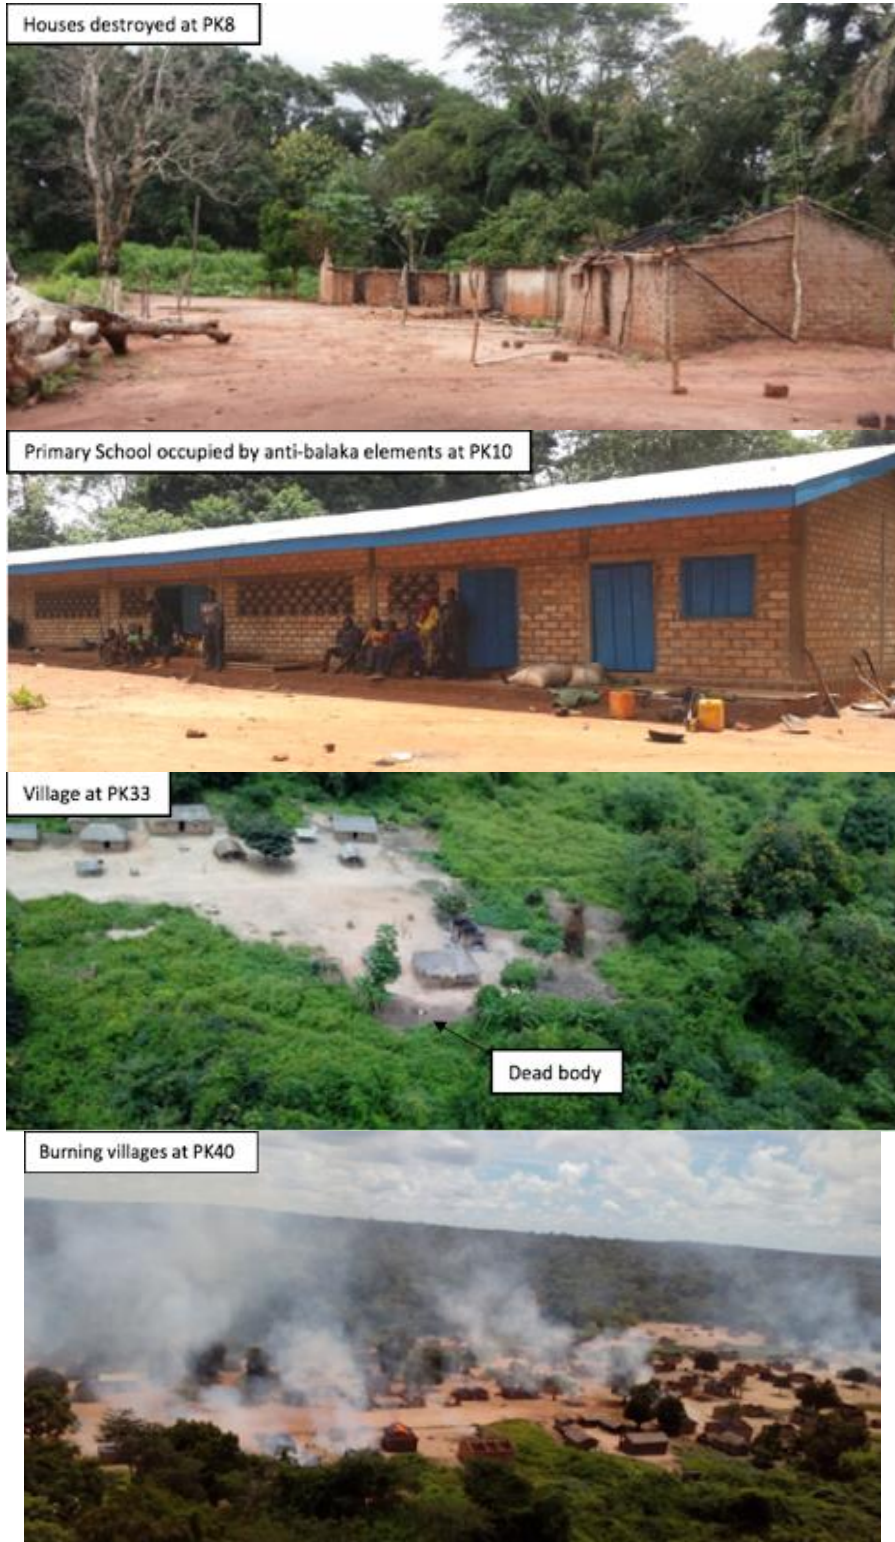 Houses destroyed at PK8
Primary School occupied by anti-balaka elements at PK10
Village at PK33
Dead body
Burning villages at PK40